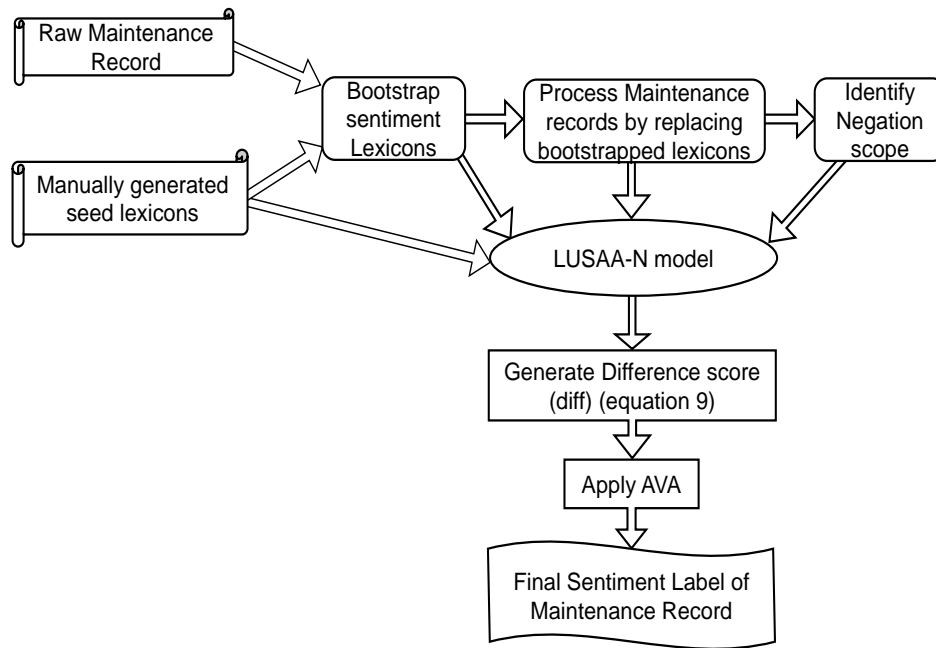 Raw Maintenance
Record
Manually generated
seed lexicons
Bootstrap
sentiment
Lexicons
Process Maintenance
records by replacing
bootstrapped lexicons
Identify
Negation
scope
LUSAA-N model
Generate Difference score
(diff) (equation 9)
Apply AVA
Final Sentiment Label of
Maintenance Record